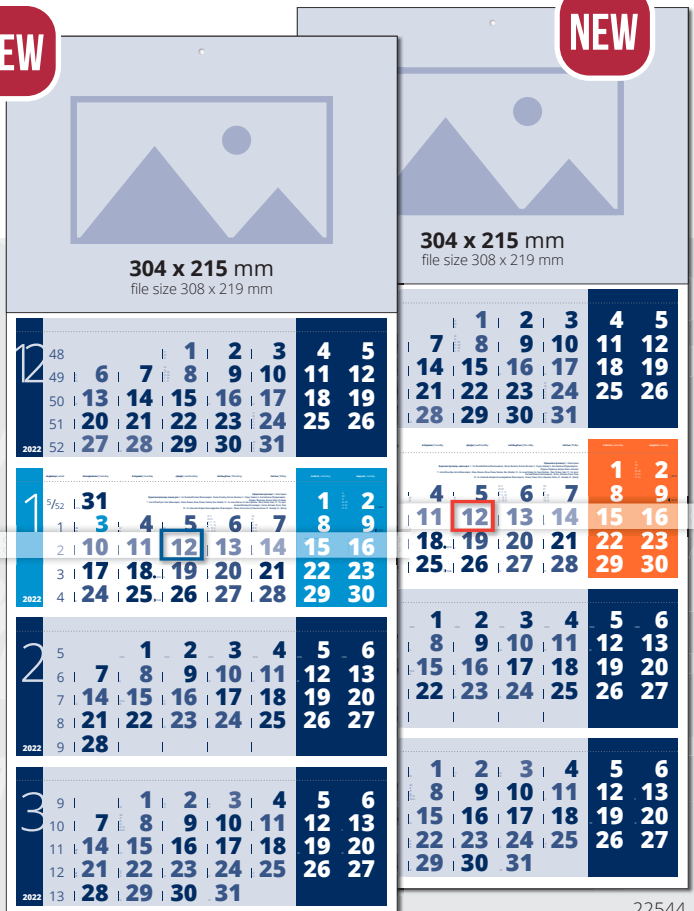 EW
304 x 215 mm
file size 308 x 219 mm
12
48 1 2 3 4 5
49 6 7 8 9 10 11 12
50 13 14 15 16 17 18 19
51 20 21 22 23 24 25 26
2022 52 27 28 29 30 31
1
5/52 31 1 2
1 3 4 5 6 7 8 9
2 10 11 12 13 14 15 16
3 17 18 19 20 21 22 23
2022 4 24 25 26 27 28 29 30
2
5 1 2 3 4 5 6
6 7 8 9 10 11 12 13
7 14 15 16 17 18 19 20
8 21 22 23 24 25 26 27
2022 9 28
3
9 1 2 3 4 5 6
10 7 8 9 10 11 12 13
11 14 15 16 17 18 19 20
12 21 22 23 24 25 26 27
2022 13 28 29 30 31
NEW
304 x 215 mm
file size 308 x 219 mm
1 2 3 4 5
7 8 9 10 11 12
14 15 16 17 18 19
21 22 23 24 25 26
28 29 30 31
1 2
4 5 6 7 8 9
11 12 13 14 15 16
18 19 20 21 22 23
25 26 27 28 29 30
1 2 3 4 5 6
8 9 10 11 12 13
15 16 17 18 19 20
22 23 24 25 26 27
1 2 3 4 5 6
8 9 10 11 12 13
15 16 17 18 19 20
22 23 24 25 26 27
29 30 31
22544